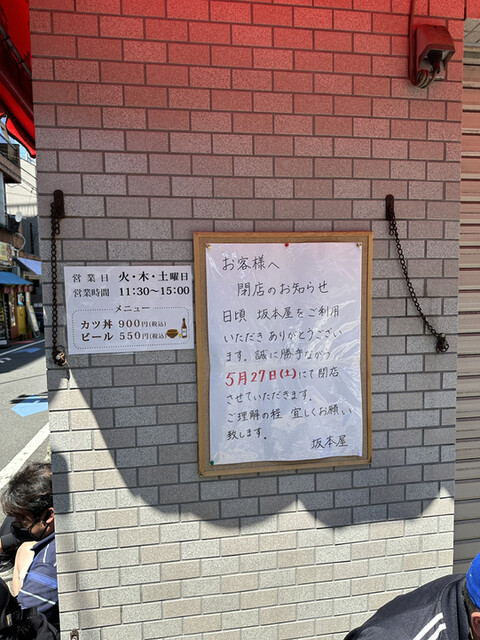 営業日 火・木・土曜日
営業時間 11:30〜15:00
メニュー
カツ丼 900円(税込)
ビール 550円(税込)
お客様へ
閉店のお知らせ
日頃 坂本屋をご利用
いただき ありがとうござい
ます。誠に勝手ながら
5月27日(土)にて閉店
させていただきます。
ご理解の程 宜しくお願い
致します。
坂本屋